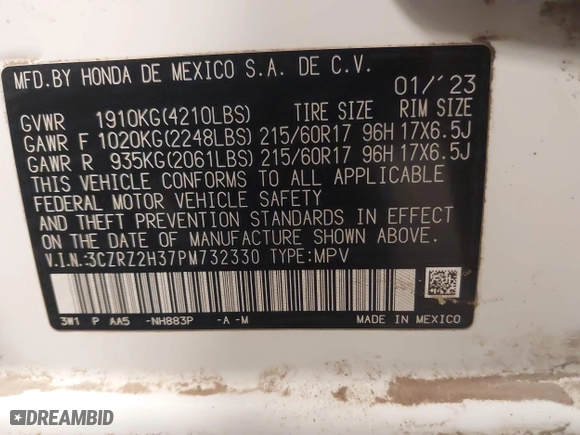 MFD. BY HONDA DE MEXICO S.A. DE C.V.
01/'23
GVWR 1910KG(4210LBS) TIRE SIZE RIM SIZE
GAWR F 1020KG(2248LBS) 215/60R17 96H 17X6.5J
GAWR R 935KG(2061LBS) 215/60R17 96H 17X6.5J
THIS VEHICLE CONFORMS TO ALL APPLICABLE
FEDERAL MOTOR VEHICLE SAFETY
AND THEFT PREVENTION STANDARDS IN EFFECT
ON THE DATE OF MANUFACTURE SHOWN ABOVE.
V.I.N.:3CZRZ2H37PM732330 TYPE:MPV
3W1 P AA5 -NH883P -A -M
MADE IN MEXICO
DREAMBID